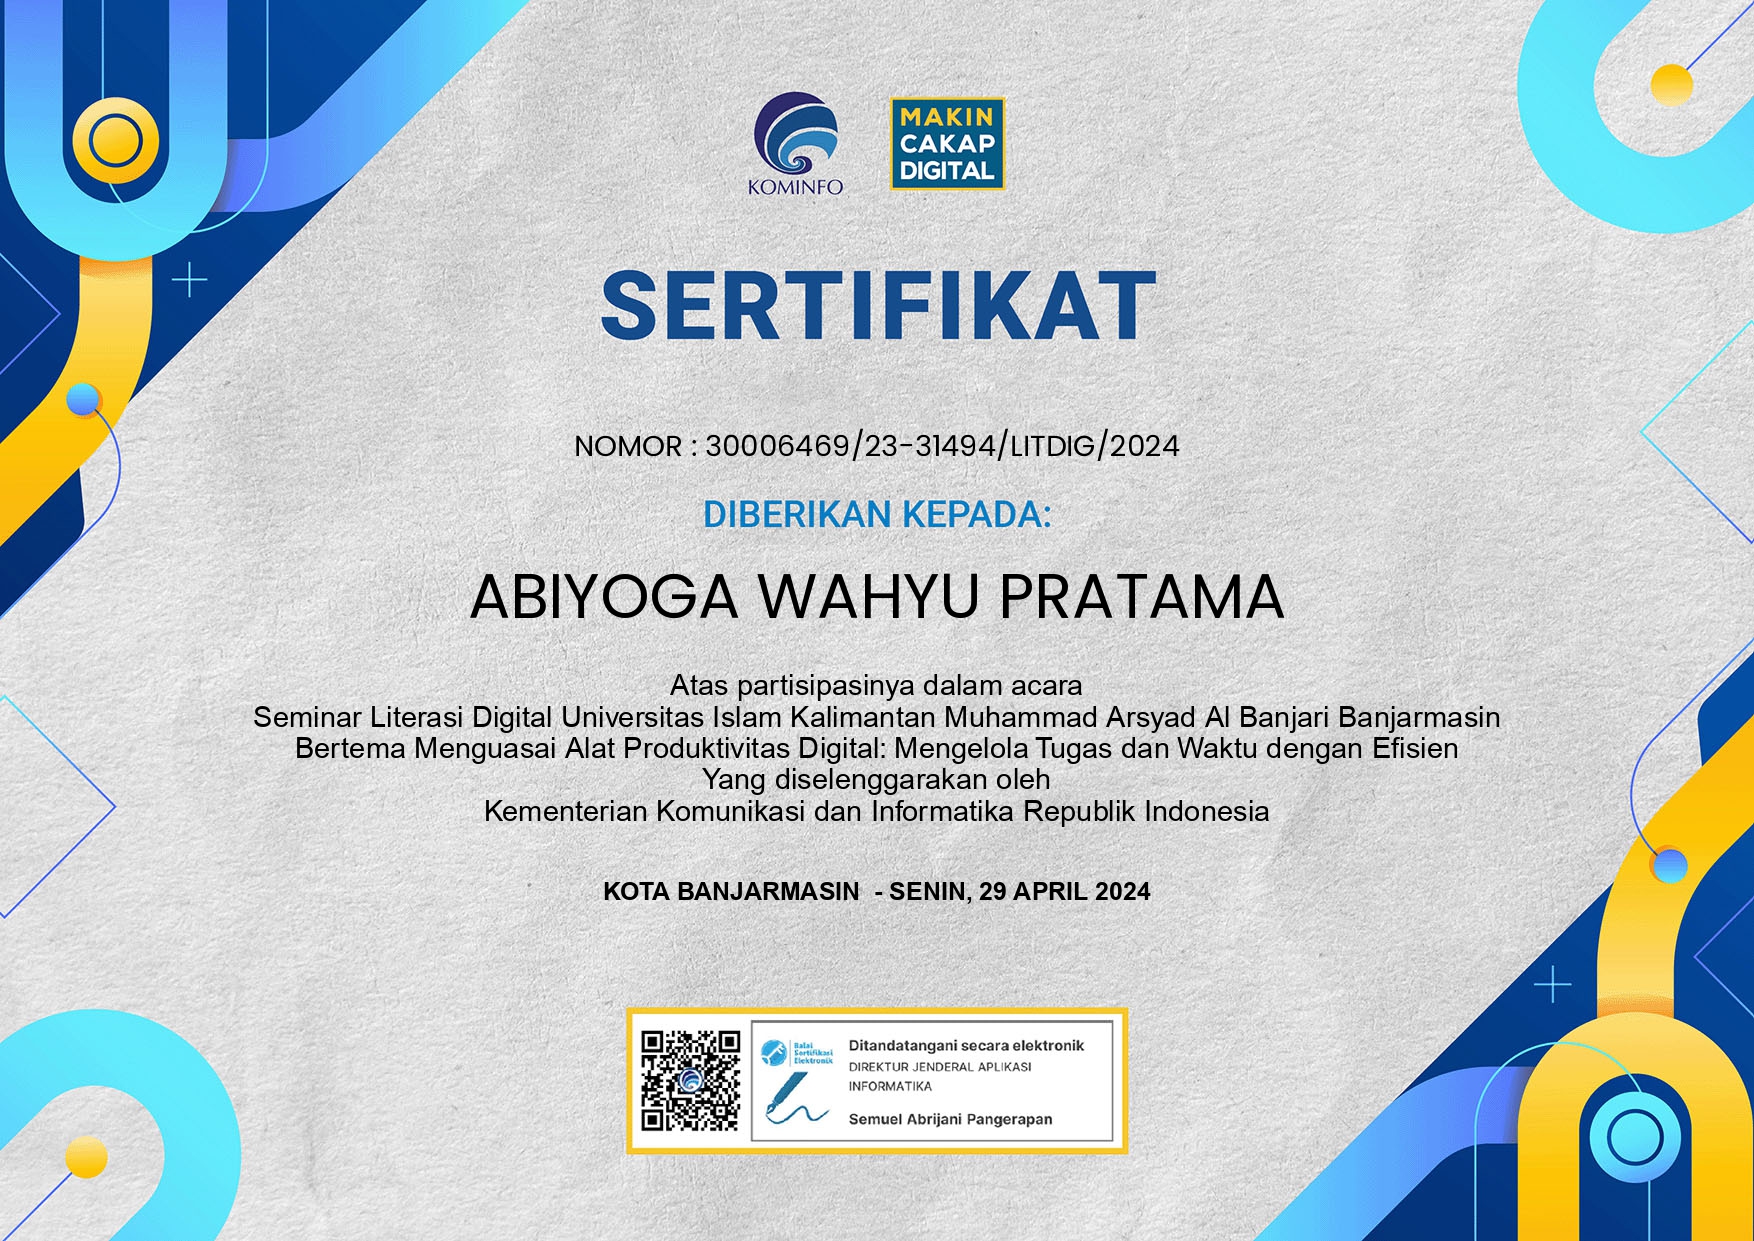 KOMINFO
MAKIN
CAKAP
DIGITAL
SERTIFIKAT
NOMOR : 30006469/23-31494/LITDIG/2024
DIBERIKAN KEPADA:
ABIYOGA WAHYU PRATAMA
Atas partisipasinya dalam acara
Seminar Literasi Digital Universitas Islam Kalimantan Muhammad Arsyad Al Banjari Banjarmasin
Bertema Menguasai Alat Produktivitas Digital: Mengelola Tugas dan Waktu dengan Efisien
Yang diselenggarakan oleh
Kementerian Komunikasi dan Informatika Republik Indonesia
KOTA BANJARMASIN  - SENIN, 29 APRIL 2024
Balai
Sertifikasi
Elektronik
Ditandatangani secara elektronik
DIREKTUR JENDERAL APLIKASI
INFORMATIKA
Semuel Abrijani Pangerapan